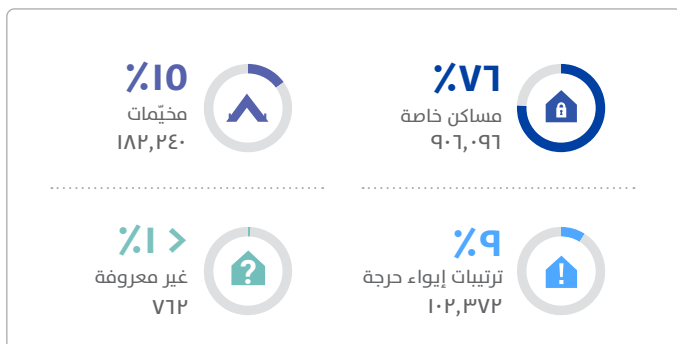 ٪٧٦
مساكن خاصة
٩٠٦,٠٩٦
٪١٥
مخيّمات
١٨٢,٢٤٠
٪٩
ترتيبات إيواء حرجة
١٠٢,٣٧٢
< ٪١
غير معروفة
٧٦٢